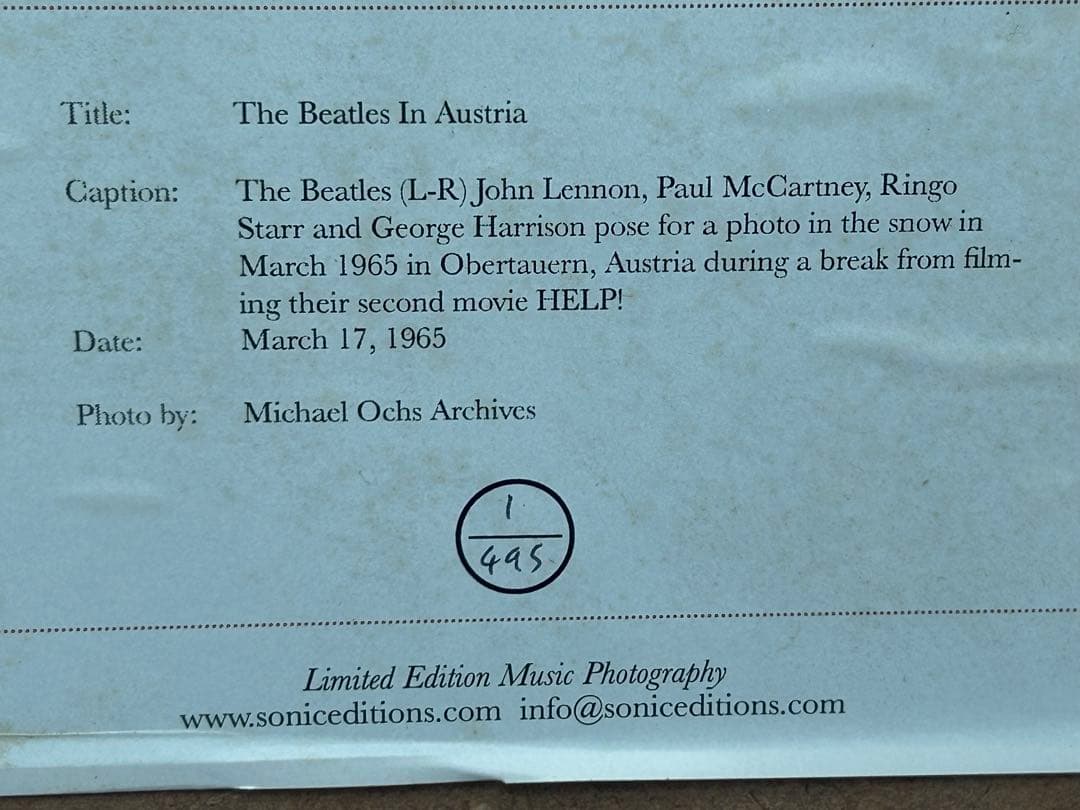 Title: The Beatles In Austria
Caption: The Beatles (L-R) John Lennon, Paul McCartney, Ringo
Starr and George Harrison pose for a photo in the snow in
March 1965 in Obertauern, Austria during a break from film-
ing their second movie HELP!
Date: March 17, 1965
Photo by: Michael Ochs Archives
1
495
Limited Edition Music Photography
www.soniceditions.com info@soniceditions.com